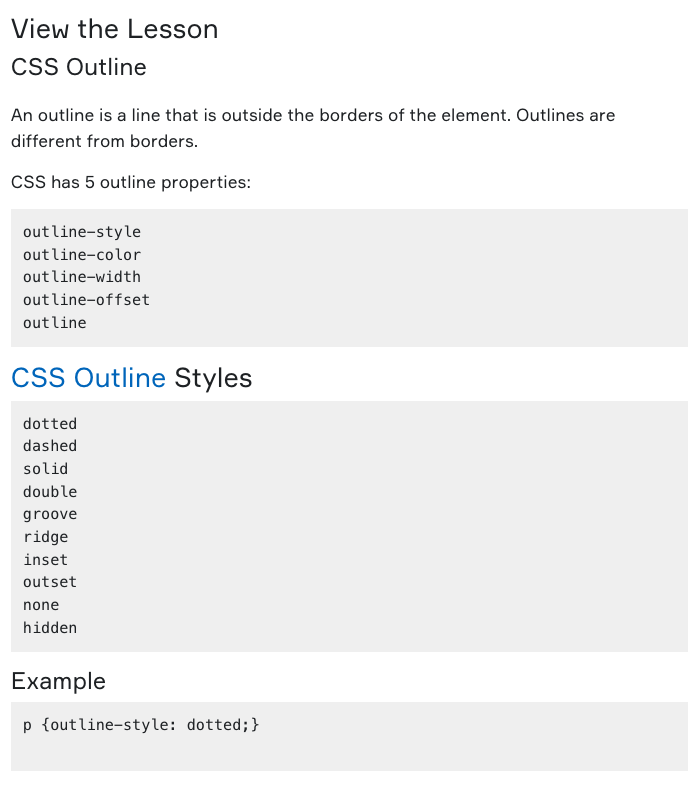 View the Lesson
CSS Outline
An outline is a line that is outside the borders of the element. Outlines are
different from borders.
CSS has 5 outline properties:
outline-style
outline-color
outline-width
outline-offset
outline
CSS Outline Styles
dotted
dashed
solid
double
groove
ridge
inset
outset
none
hidden
Example
p {outline-style: dotted;}